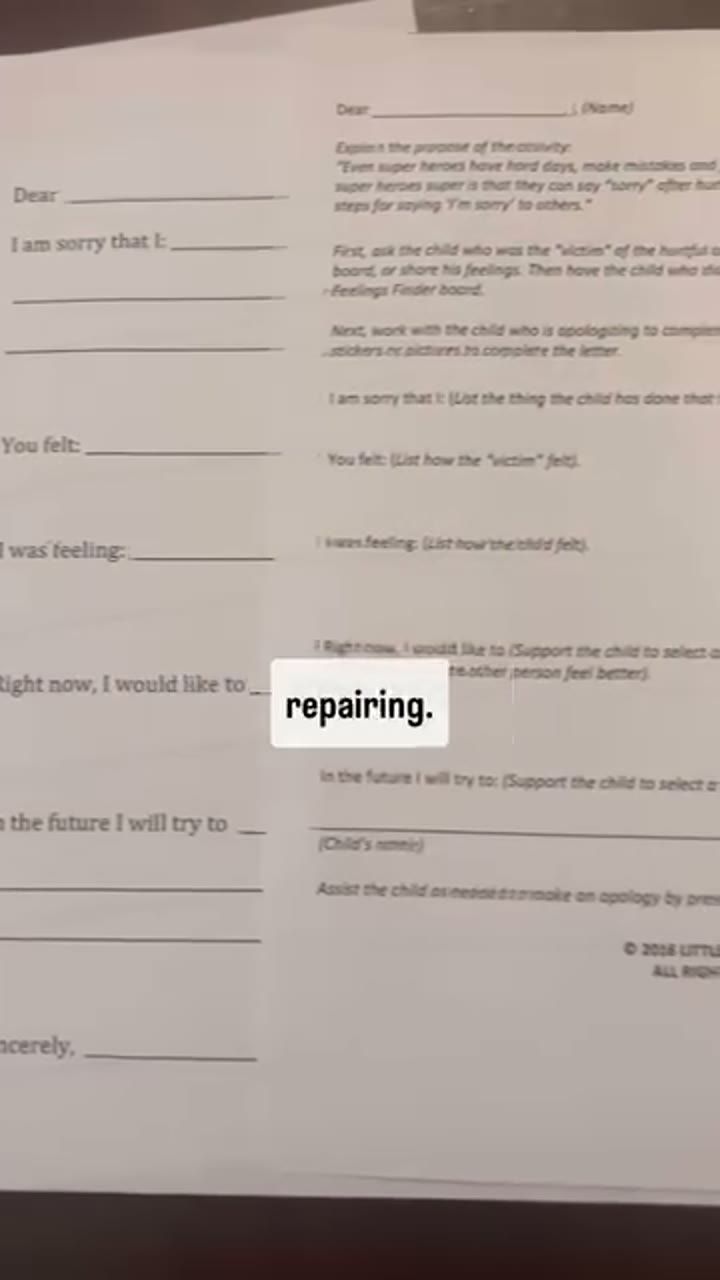 Dear
I am sorry that I:
You felt:
I was feeling:
Right now, I would like to
n the future I will try to
ncerely,
Dear , (Name)
Explain the purpose of the activity:
"Even super heroes have hard days, make mistakes and
super heroes super is that they can say "sorry" after hur
steps for saying 'I'm sorry' to others."
First, ask the child who was the "victim" of the hurtful
board, or share his feelings. Then have the child who
Feelings Finder board.
Next, work with the child who is apologizing to comple
stickers or pictures to complete the letter.
I am sorry that I: (List the thing the child has done that
You felt: (List how the "victim" felt).
I was feeling: (List how the child felt).
Right now, I would like to (Support the child to select
other person feel better).
repairing.
In the future I will try to: (Support the child to select a
(Child's name)
Assist the child as needed to make an apology by
© 2016 LITTL
ALL RIGH